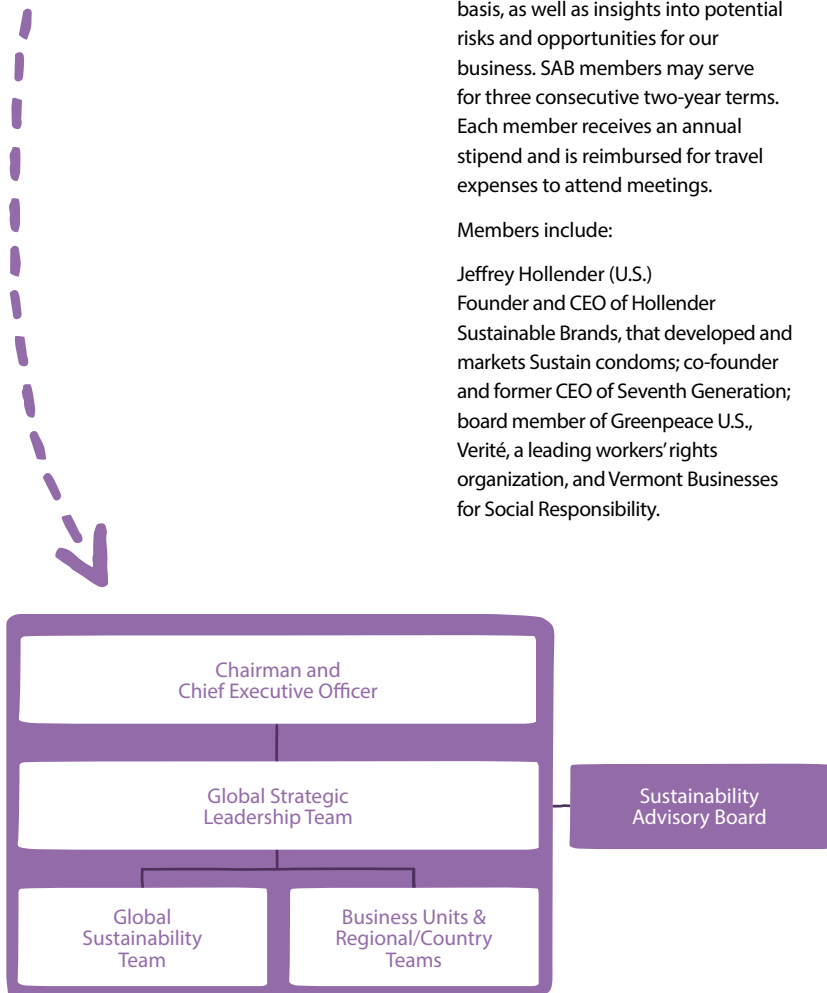 basis, as well as insights into potential
risks and opportunities for our
business. SAB members may serve
for three consecutive two-year terms.
Each member receives an annual
stipend and is reimbursed for travel
expenses to attend meetings.
Members include:
Jeffrey Hollender (U.S.)
Founder and CEO of Hollender
Sustainable Brands, that developed and
markets Sustain condoms; co-founder
and former CEO of Seventh Generation;
board member of Greenpeace U.S.,
Verité, a leading workers’ rights
organization, and Vermont Businesses
for Social Responsibility.
Chairman and
Chief Executive Officer
Global Strategic
Leadership Team
Sustainability
Advisory Board
Global
Sustainability
Team
Business Units &
Regional/Country
Teams